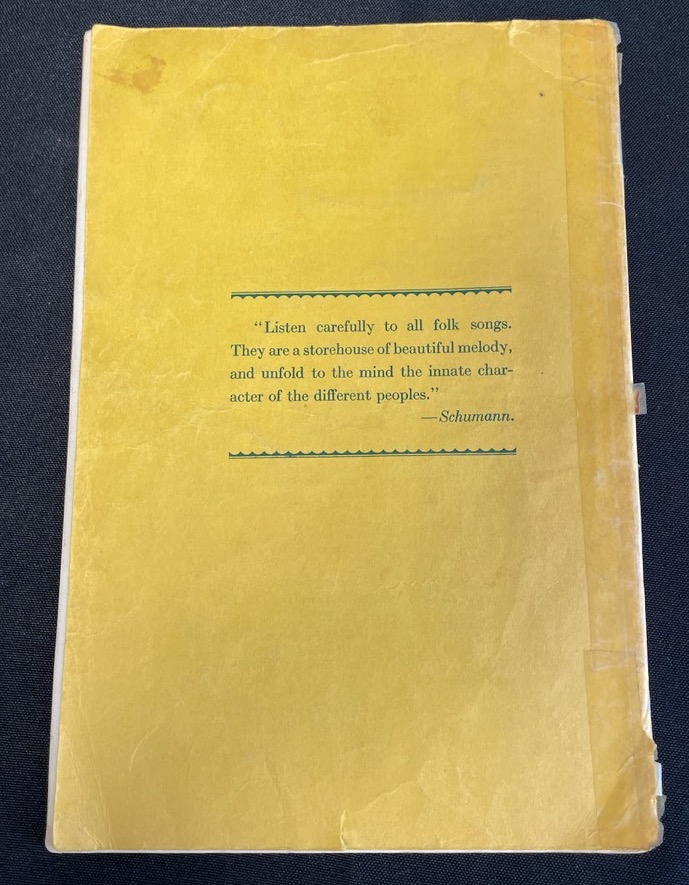 “Listen carefully to all folk songs.
They are a storehouse of beautiful melody,
and unfold to the mind the innate char-
acter of the different peoples.”
—Schumann.